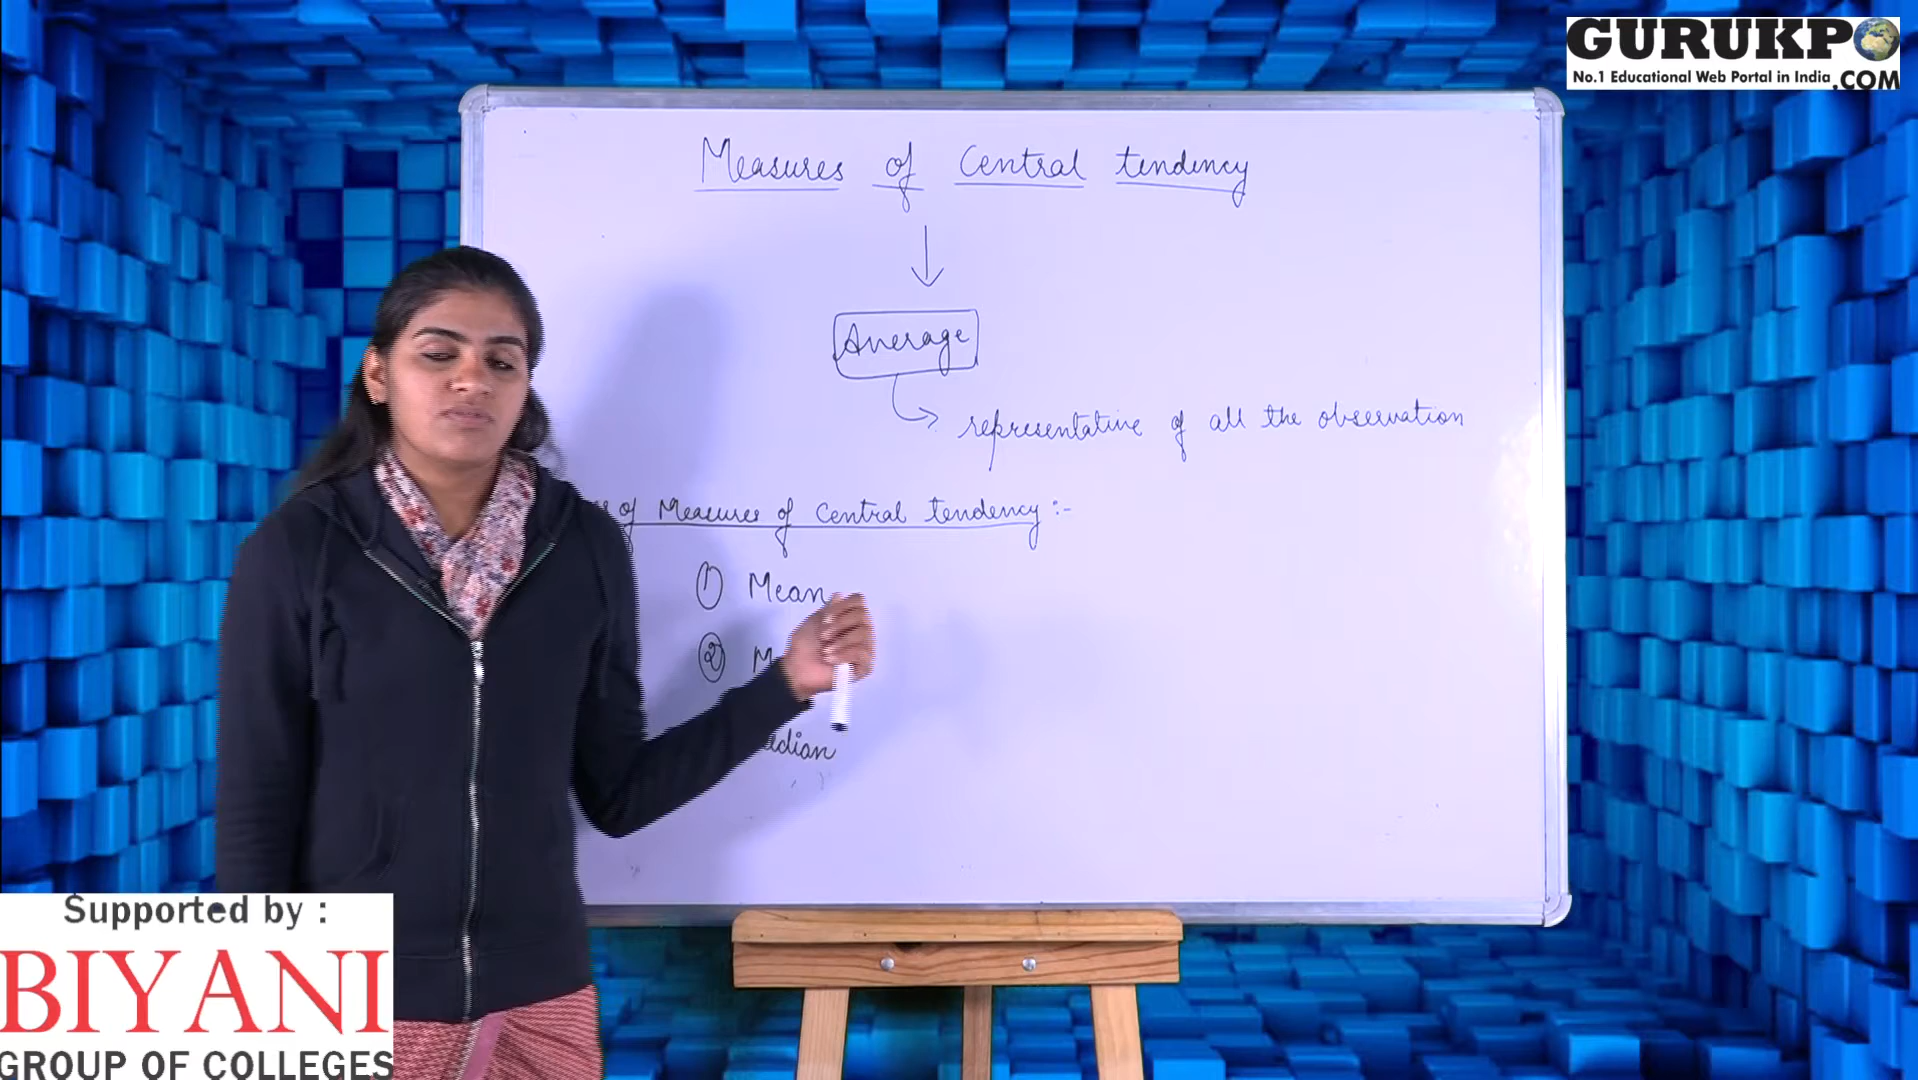 GURUKPO
No.1 Educational Web Portal in India .COM
Measures of Central tendency
Average
representative of all the observation
of Measures of Central tendency :-
① Mean
②
Supported by :
BIYANI
GROUP OF COLLEGES